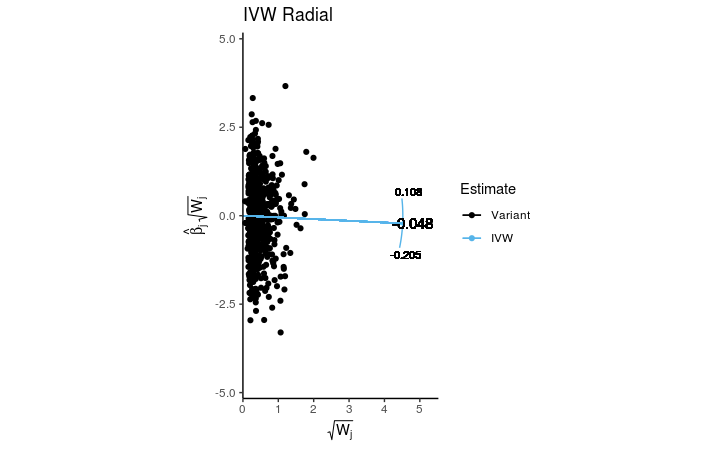 IVW Radial
5.0
2.5
0.0
-2.5
-5.0
β̂j√Wj
0 1 2 3 4 5
√Wj
0.108
-0.048
-0.205
Estimate
Variant
IVW